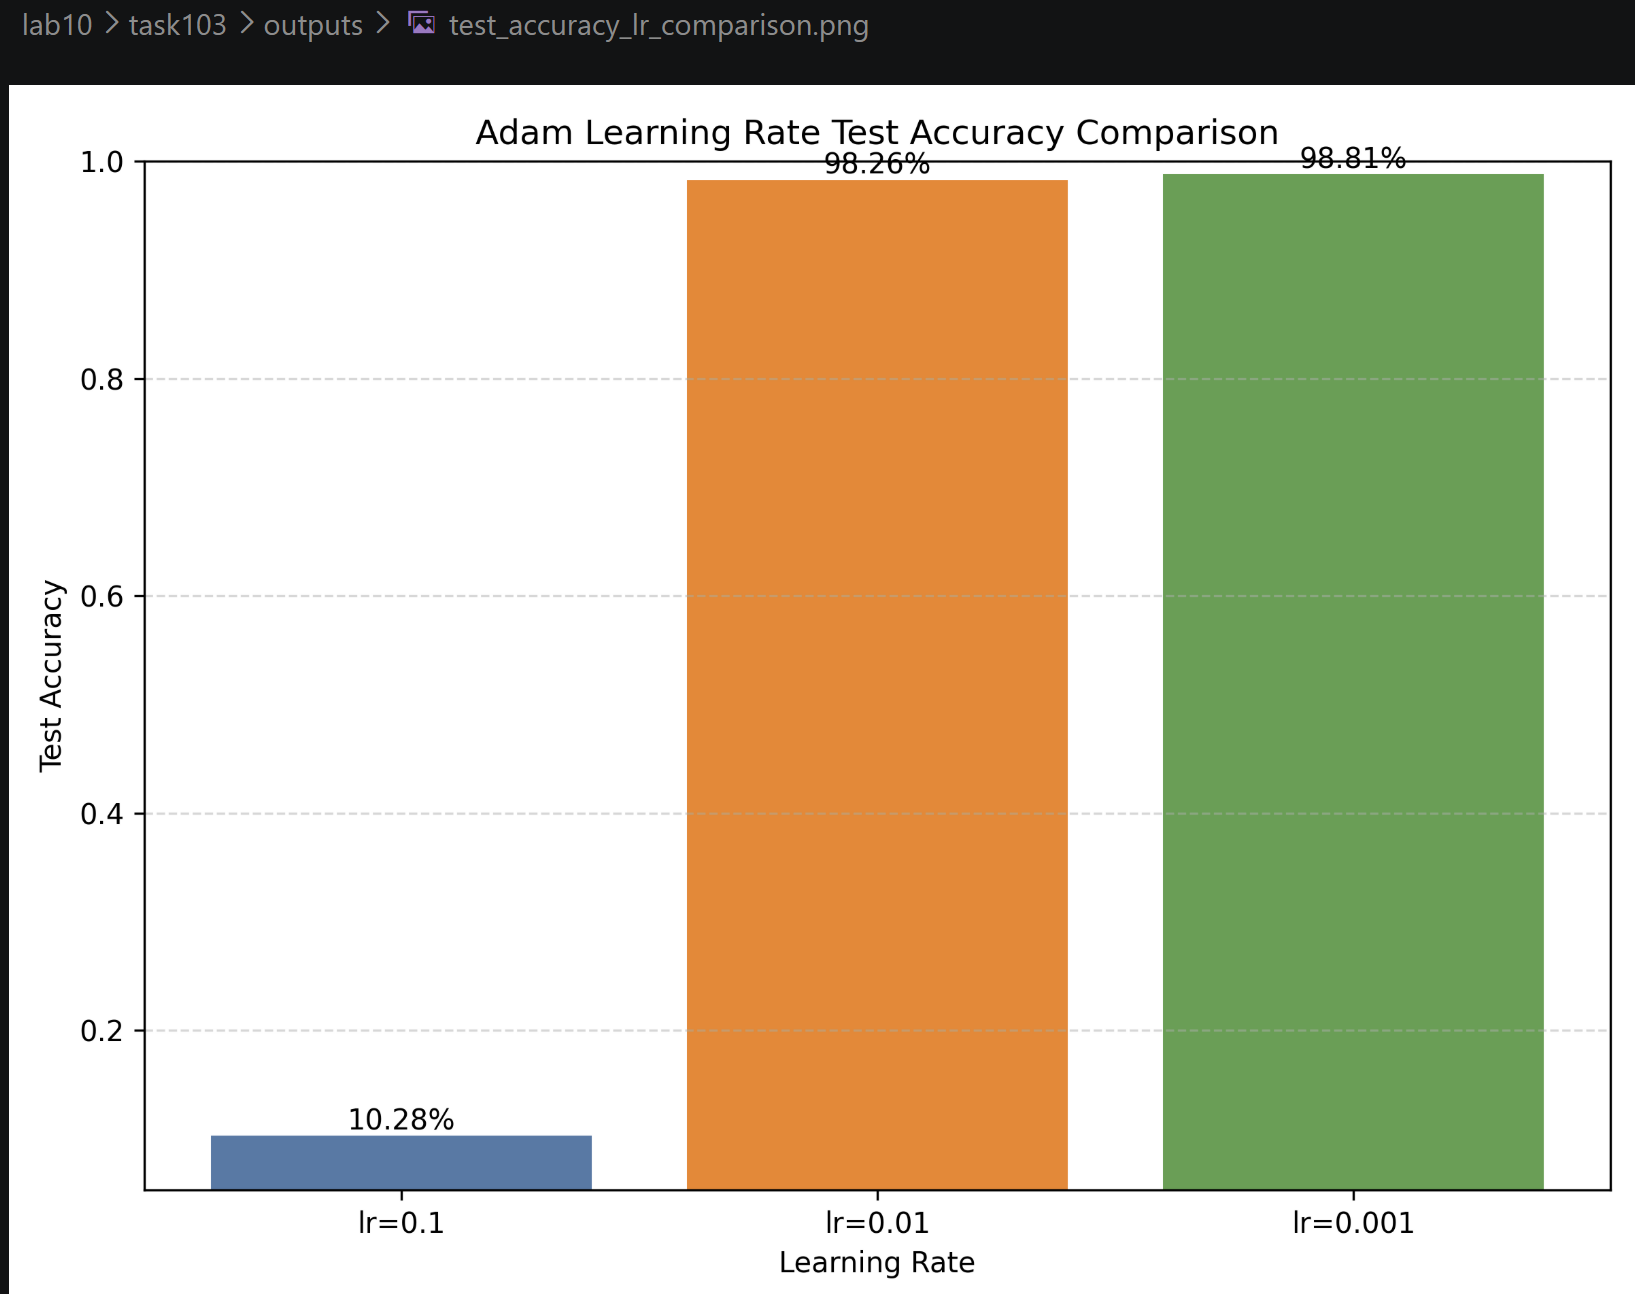 lab10 > task103 > outputs > test_accuracy_lr_comparison.png
Adam Learning Rate Test Accuracy Comparison
98.26%
98.81%
10.28%
1.0
0.8
0.6
0.4
0.2
Test Accuracy
lr=0.1
lr=0.01
lr=0.001
Learning Rate